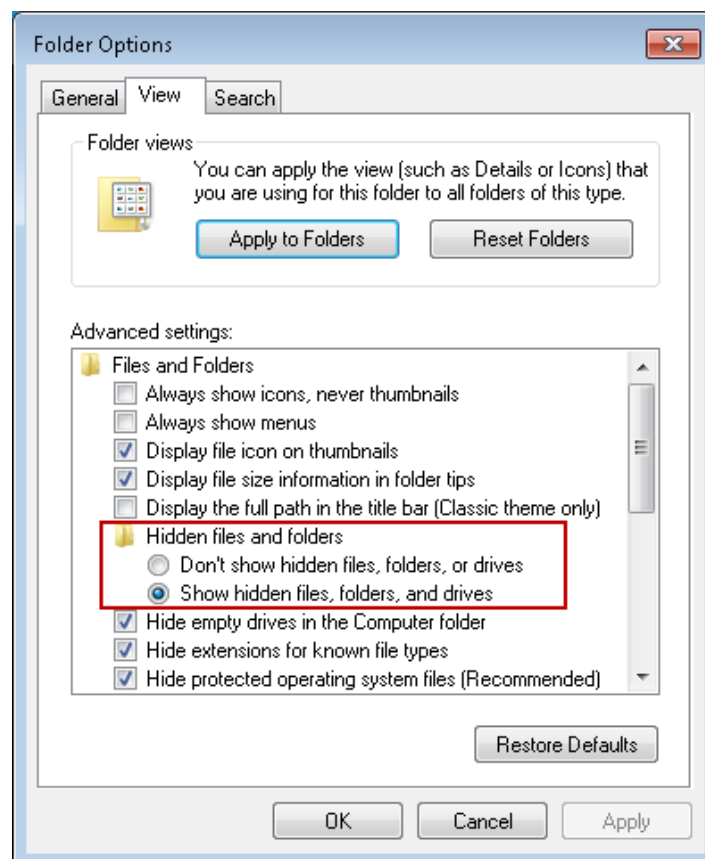 Folder Options
General View Search
Folder views
You can apply the view (such as Details or Icons) that
you are using for this folder to all folders of this type.
Apply to Folders Reset Folders
Advanced settings:
Files and Folders
Always show icons, never thumbnails
Always show menus
Display file icon on thumbnails
Display file size information in folder tips
Display the full path in the title bar (Classic theme only)
Hidden files and folders
Don't show hidden files, folders, or drives
Show hidden files, folders, and drives
Hide empty drives in the Computer folder
Hide extensions for known file types
Hide protected operating system files (Recommended)
Restore Defaults
OK Cancel Apply